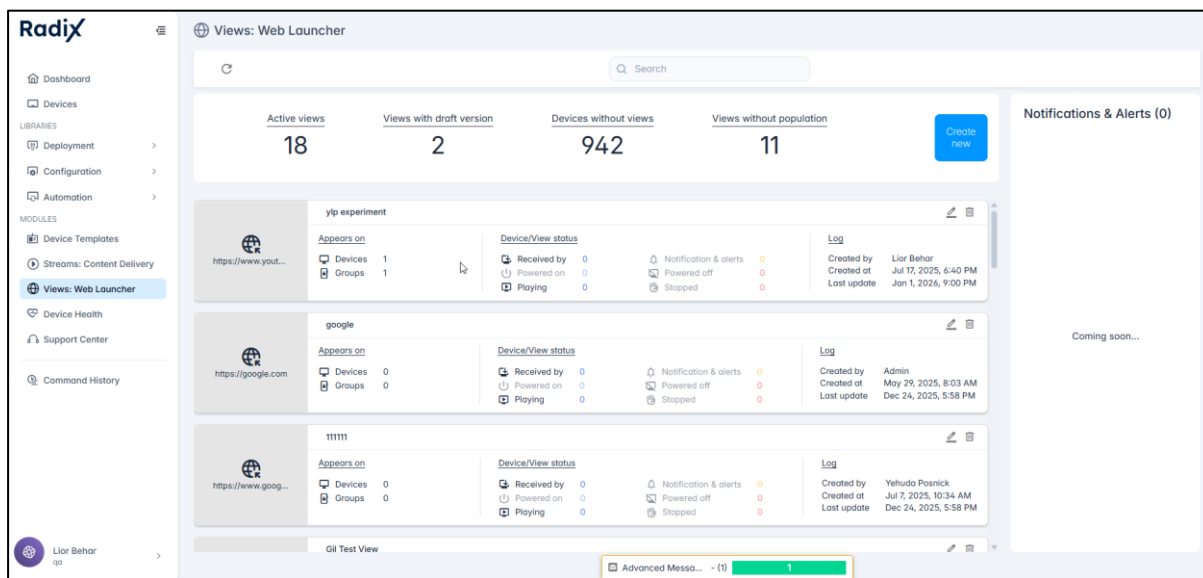 Radix
Dashboard
Devices
LIBRARIES
Deployment
Configuration
Automation
MODULES
Device Templates
Streams: Content Delivery
Views: Web Launcher
Device Health
Support Center
Command History
Lior Behar
qa
Views: Web Launcher
Search
Active views
18
Views with draft version
2
Devices without views
942
Views without population
11
Create new
Notifications & Alerts (0)
Coming soon...
https://www.yout...
ylp experiment
Appears on
Devices 1
Groups 1
Device/View status
Received by 0
Powered on 0
Playing 0
Notification & alerts 0
Powered off 0
Stopped 0
Log
Created by Lior Behar
Created at Jul 17, 2025, 6:40 PM
Last update Jan 1, 2026, 9:00 PM
https://google.com
google
Appears on
Devices 0
Groups 0
Device/View status
Received by 0
Powered on 0
Playing 0
Notification & alerts 0
Powered off 0
Stopped 0
Log
Created by Admin
Created at May 29, 2025, 8:03 AM
Last update Dec 24, 2025, 5:58 PM
https://www.goog...
111111
Appears on
Devices 0
Groups 0
Device/View status
Received by 0
Powered on 0
Playing 0
Notification & alerts 0
Powered off 0
Stopped 0
Log
Created by Yehuda Posnick
Created at Jul 7, 2025, 10:34 AM
Last update Dec 24, 2025, 5:58 PM
Gil Test View
Advanced Messa... - (1) 1